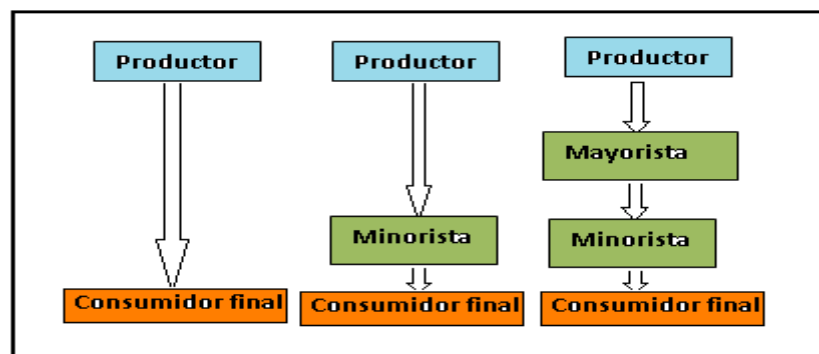 Productor
Productor
Productor
Mayorista
Minorista
Minorista
Consumidor final
Consumidor final
Consumidor final